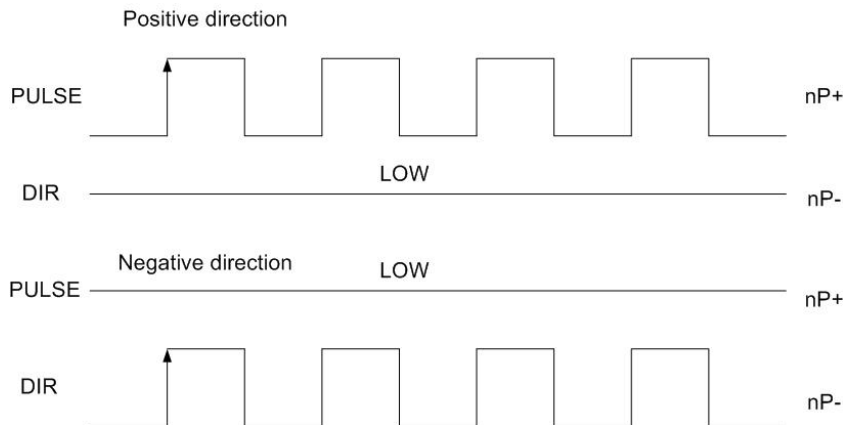 Positive direction
PULSE nP+
LOW
DIR nP-
Negative direction LOW
PULSE nP+
DIR nP-